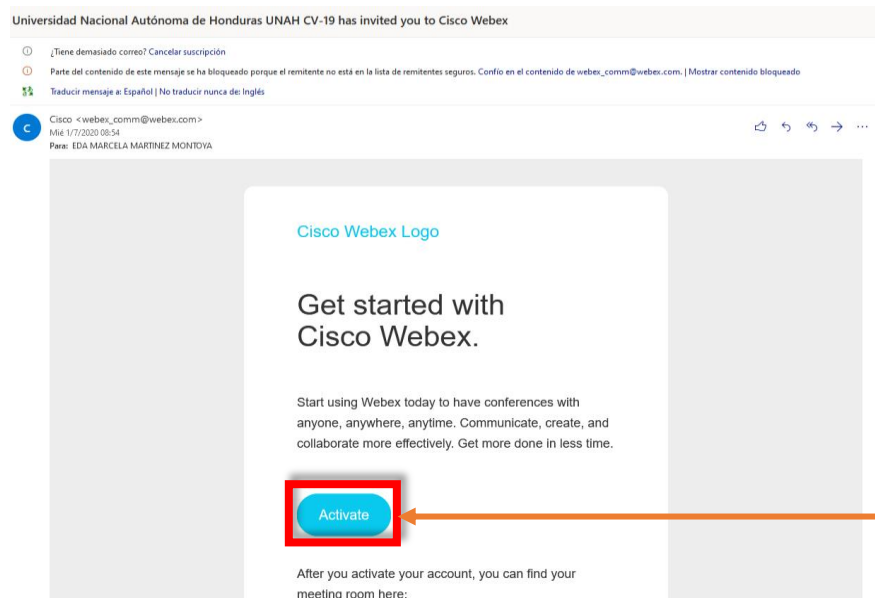 Universidad Nacional Autónoma de Honduras UNAH CV-19 has invited you to Cisco Webex
¿Tiene demasiado correo? Cancelar suscripción
Parte del contenido de este mensaje se ha bloqueado porque el remitente no está en la lista de remitentes seguros. Confío en el contenido de webex_comm@webex.com. | Mostrar contenido bloqueado
Traducir mensaje a: Español | No traducir nunca de: Inglés
C
Cisco <webex_comm@webex.com>
Mié 1/7/2020 08:54
Para: EDA MARCELA MARTINEZ MONTOYA
Cisco Webex Logo
Get started with
Cisco Webex.
Start using Webex today to have conferences with
anyone, anywhere, anytime. Communicate, create, and
collaborate more effectively. Get more done in less time.
Activate
After you activate your account, you can find your
meeting room here: